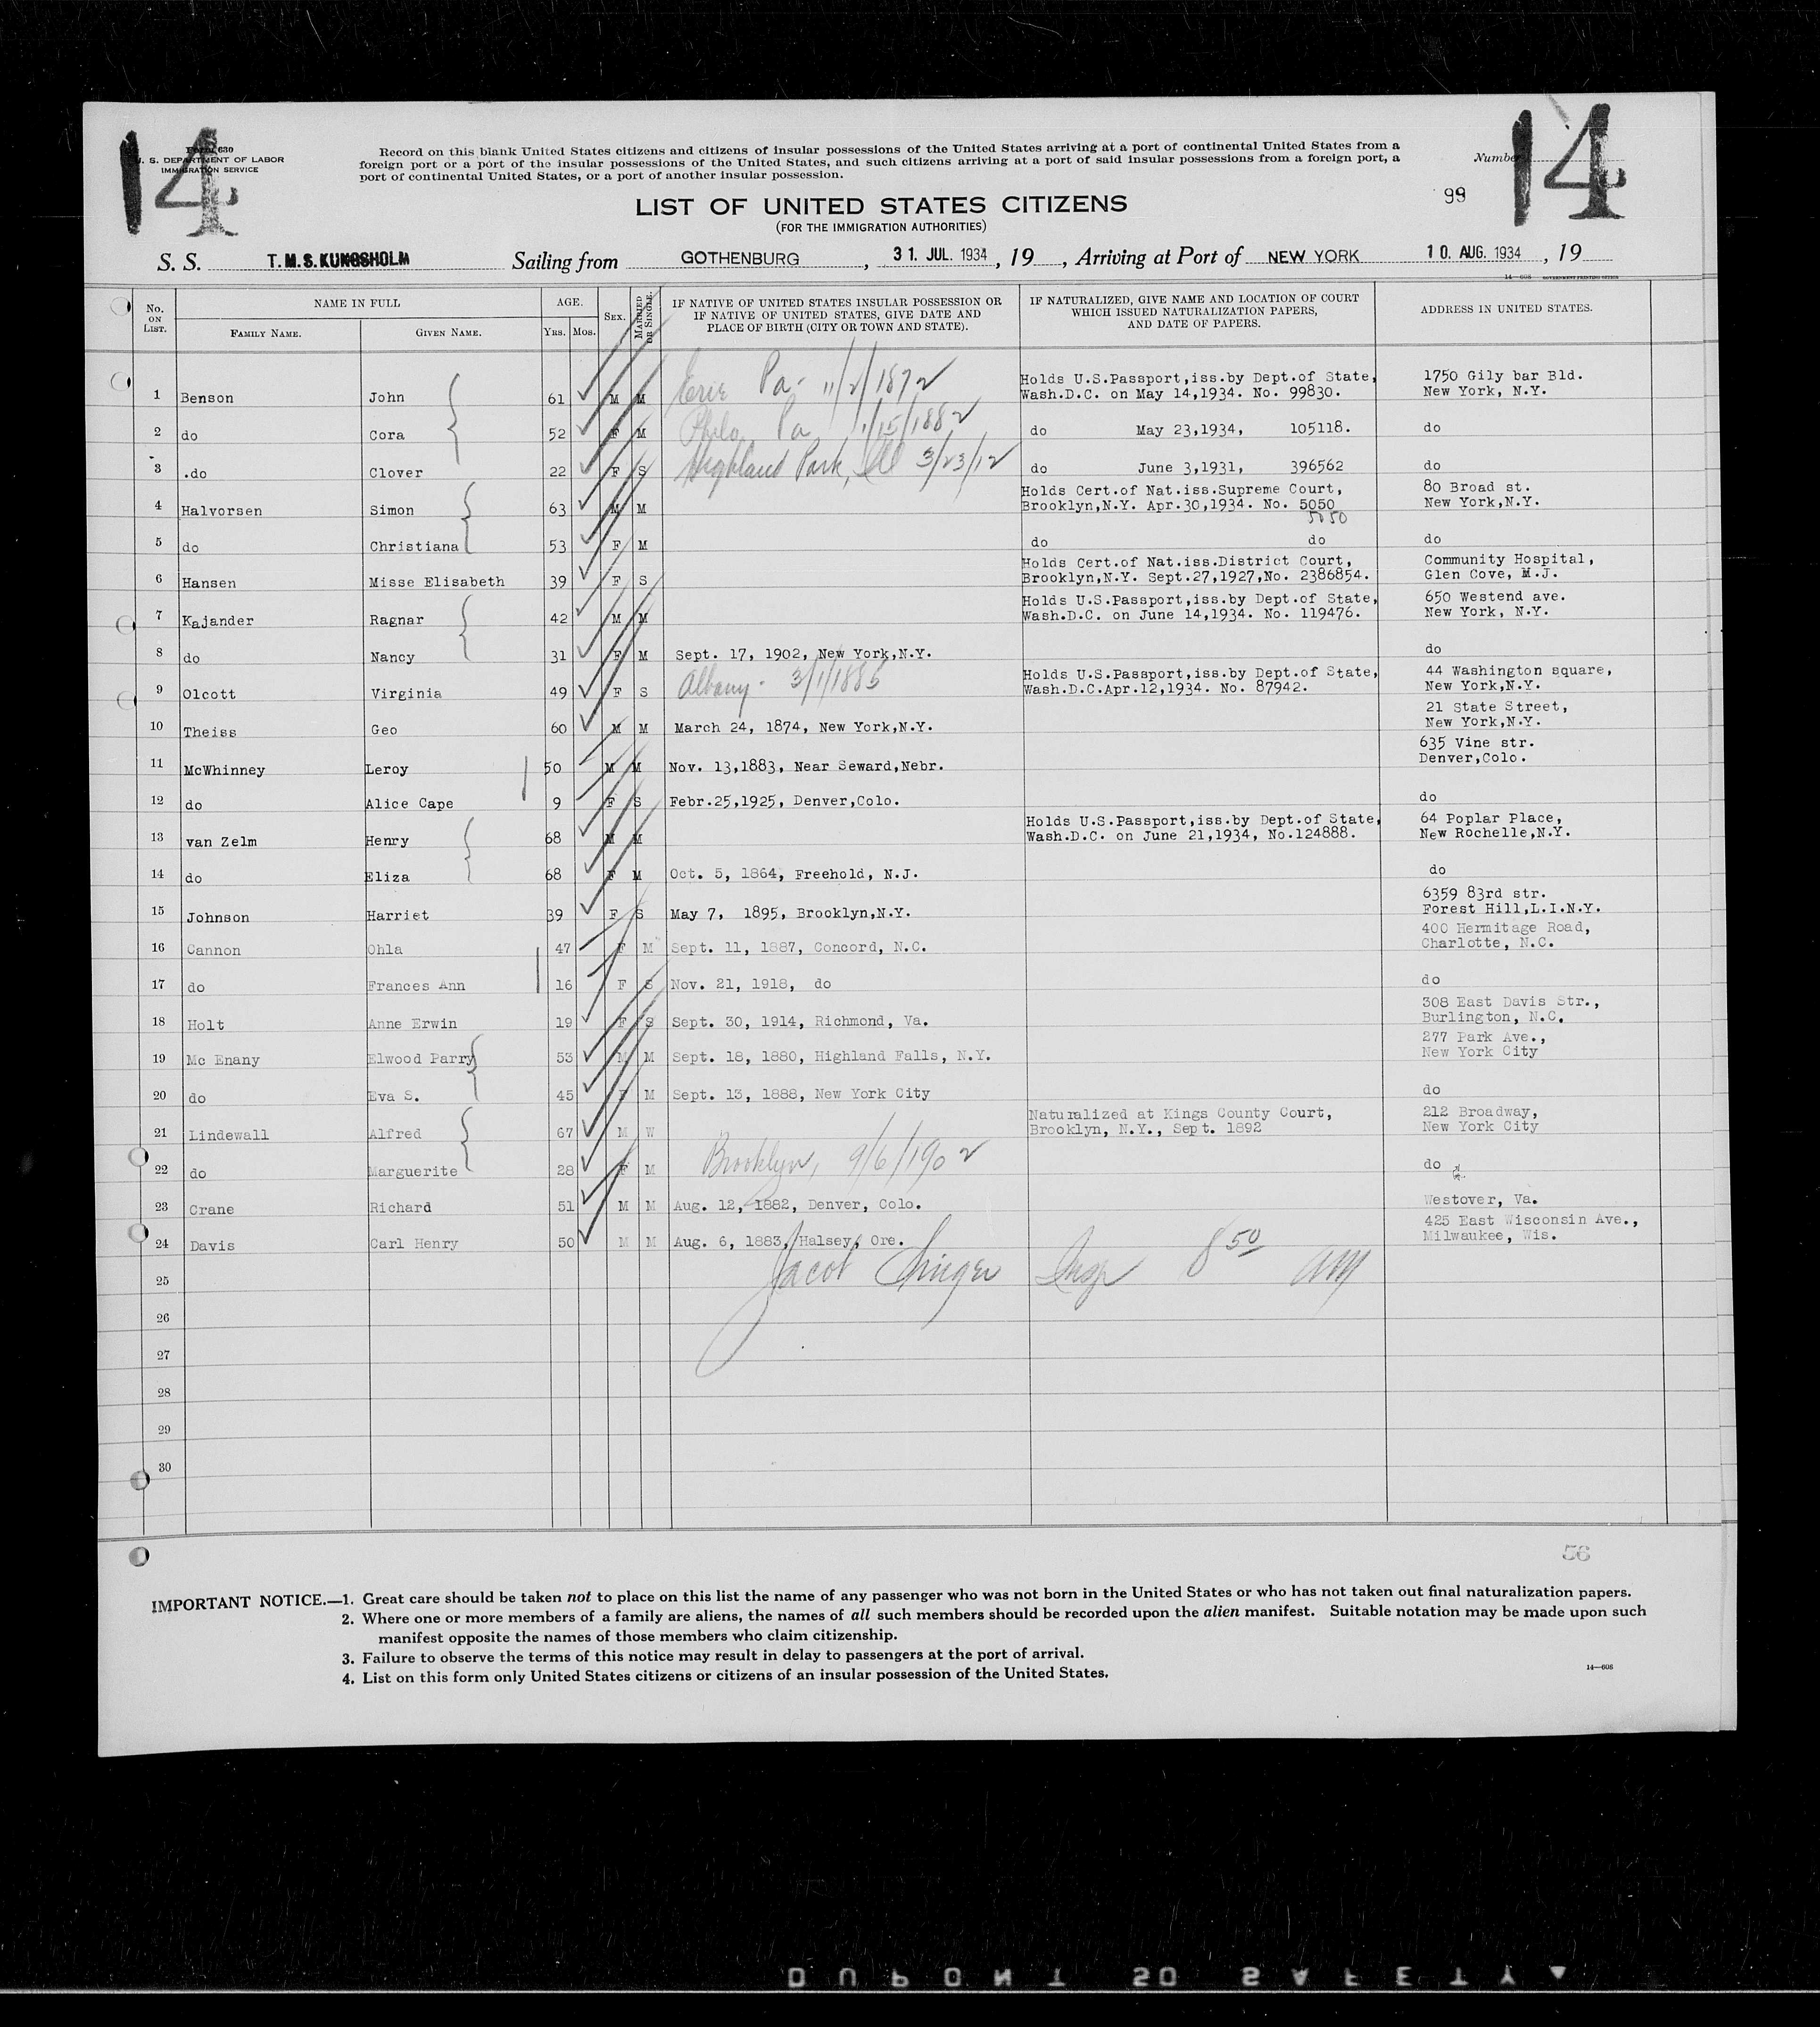 14
Form 630
U. S. DEPARTMENT OF LABOR
IMMIGRATION SERVICE
Record on this blank United States citizens and citizens of insular possessions of the United States arriving at a port of continental United States from a
foreign port or a port of the insular possessions of the United States, and such citizens arriving at a port of said insular possessions from a foreign port, a
port of continental United States, or a port of another insular possession.
Number
14
99
LIST OF UNITED STATES CITIZENS
(FOR THE IMMIGRATION AUTHORITIES)
S. S. T.M.S.KUNGSHOLM Sailing from GOTHENBURG, 31. JUL. 1934, 19 , Arriving at Port of NEW YORK 10. AUG. 1934, 19
14—608 GOVERNMENT PRINTING OFFICE
No. ON LIST. NAME IN FULL FAMILY NAME. GIVEN NAME. AGE. YRS. MOS. SEX. MARRIED OR SINGLE. IF NATIVE OF UNITED STATES INSULAR POSSESSION OR IF NATIVE OF UNITED STATES, GIVE DATE AND PLACE OF BIRTH (CITY OR TOWN AND STATE). IF NATURALIZED, GIVE NAME AND LOCATION OF COURT WHICH ISSUED NATURALIZATION PAPERS, AND DATE OF PAPERS. ADDRESS IN UNITED STATES.
1 Benson John 61 M M Erie Pa- 11/2/1872 Holds U.S.Passport,iss.by Dept.of State, Wash.D.C. on May 14,1934. No. 99830. 1750 Gily bar Bld. New York, N.Y.
2 do Cora 52 F M Phila Pa 1/15/1882 do May 23,1934, 105118. do
3 .do Clover 22 F S Highland Park, Ill 3/23/12 do June 3,1931, 396562 do
4 Halvorsen Simon 63 M M Holds Cert.of Nat.iss.Supreme Court, Brooklyn,N.Y. Apr.30,1934. No. 5050 5050 80 Broad st. New York,N.Y.
5 do Christiana 53 F M do do do
6 Hansen Misse Elisabeth 39 F S Holds Cert.of Nat.iss.District Court, Brooklyn,N.Y. Sept.27,1927,No. 2386854. Community Hospital, Glen Cove, M.J.
7 Kajander Ragnar 42 M M Holds U.S.Passport,iss.by Dept.of State, Wash.D.C. on June 14,1934. No. 119476. 650 Westend ave. New York, N.Y.
8 do Nancy 31 F M Sept. 17, 1902, New York,N.Y. do
9 Olcott Virginia 49 F S Albany- 3/1/1885 Holds U.S.Passport,iss.by Dept.of State, Wash.D.C.Apr.12,1934. No. 87942. 44 Washington square, New York,N.Y.
10 Theiss Geo 60 M M March 24, 1874, New York,N.Y. 21 State Street, New York,N.Y.
11 McWhinney Leroy 50 M M Nov. 13,1883, Near Seward,Nebr. 635 Vine str. Denver,Colo.
12 do Alice Cape 9 F S Febr.25,1925, Denver,Colo. do
13 van Zelm Henry 68 M M Holds U.S.Passport,iss.by Dept.of State, Wash.D.C. on June 21,1934, No.124888. 64 Poplar Place, New Rochelle,N.Y.
14 do Eliza 68 F M Oct. 5, 1864, Freehold, N.J. do
15 Johnson Harriet 39 F S May 7, 1895, Brooklyn,N.Y. 6359 83rd str. Forest Hill,L.I.N.Y.
16 Cannon Ohla 47 F M Sept. 11, 1887, Concord, N.C. 400 Hermitage Road, Charlotte, N.C.
17 do Frances Ann 16 F S Nov. 21, 1918, do do
18 Holt Anne Erwin 19 F S Sept. 30, 1914, Richmond, Va. 308 East Davis Str., Burlington, N.C.
19 Mc Enany Elwood Parry 53 M M Sept. 18, 1880, Highland Falls, N.Y. 277 Park Ave., New York City
20 do Eva S. 45 F M Sept. 13, 1888, New York City do
21 Lindewall Alfred 67 M W Naturalized at Kings County Court, Brooklyn, N.Y., Sept. 1892 212 Broadway, New York City
22 do Marguerite 28 F M Brooklyn, 9/6/1902 do
23 Crane Richard 51 M M Aug. 12, 1882, Denver, Colo. Westover, Va.
24 Davis Carl Henry 50 M M Aug. 6, 1883, Halsey, Ore. 425 East Wisconsin Ave., Milwaukee, Wis.
25 Jacob Insp 8 50 AM
26
27
28
29
30
56
IMPORTANT NOTICE.—1. Great care should be taken not to place on this list the name of any passenger who was not born in the United States or who has not taken out final naturalization papers.
2. Where one or more members of a family are aliens, the names of all such members should be recorded upon the alien manifest. Suitable notation may be made upon such
manifest opposite the names of those members who claim citizenship.
3. Failure to observe the terms of this notice may result in delay to passengers at the port of arrival.
4. List on this form only United States citizens or citizens of an insular possession of the United States.
14—608
DUPONT SAFETY